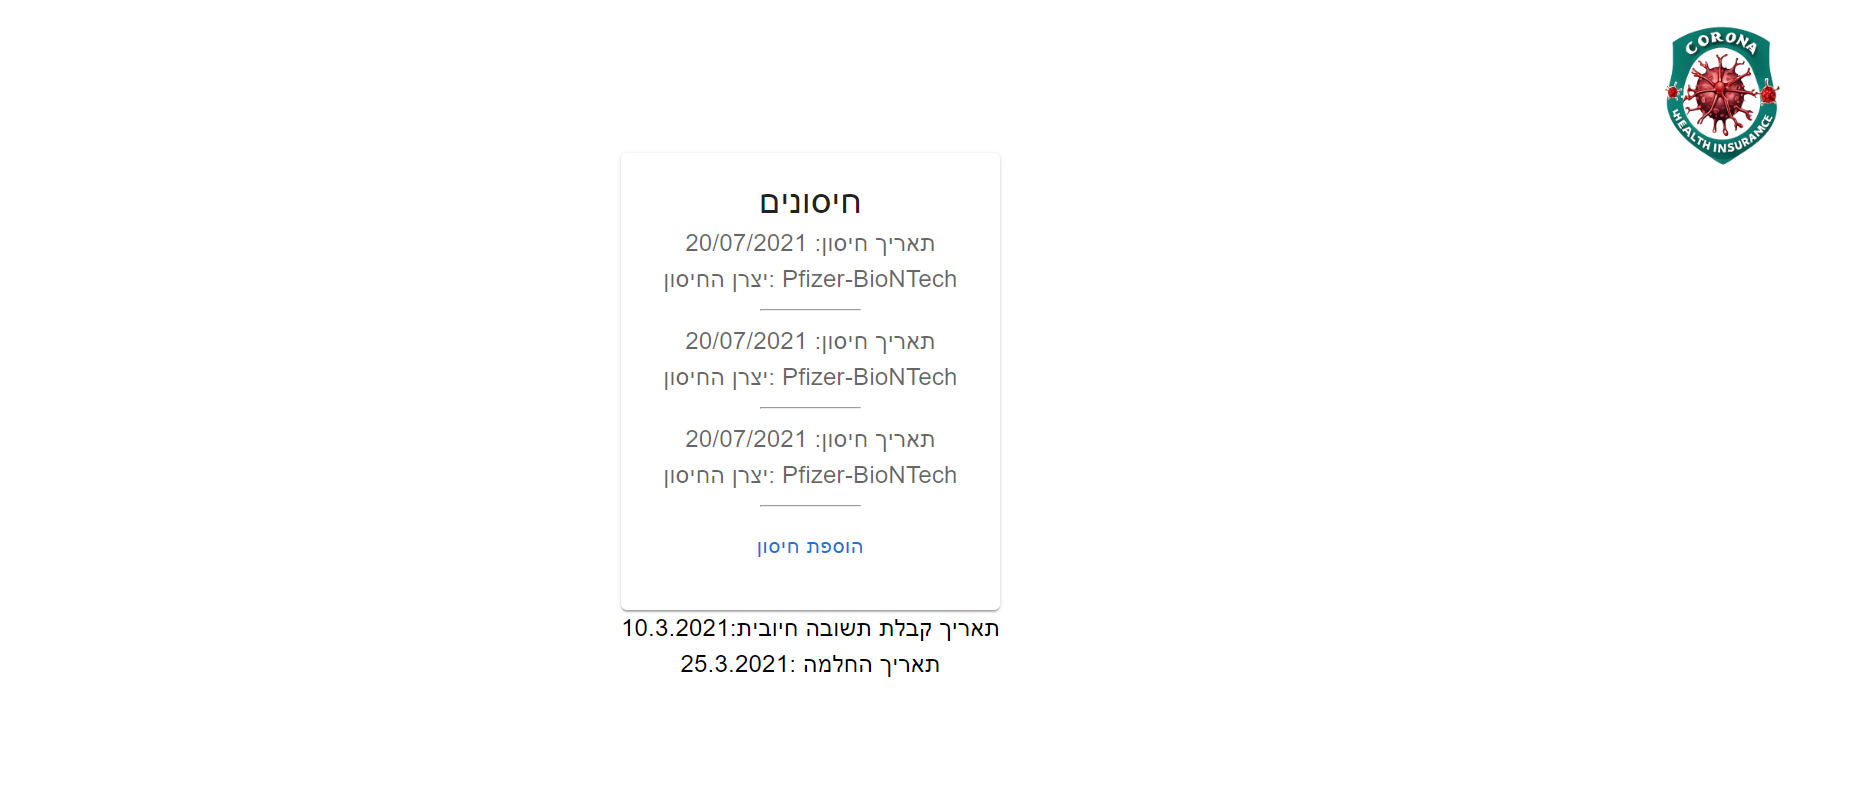 CORONA
HEALTH INSURAMCE
חיסונים
תאריך חיסון: 20/07/2021
יצרן החיסון: Pfizer-BioNTech
תאריך חיסון: 20/07/2021
יצרן החיסון: Pfizer-BioNTech
תאריך חיסון: 20/07/2021
יצרן החיסון: Pfizer-BioNTech
הוספת חיסון
תאריך קבלת תשובה חיובית:10.3.2021
תאריך החלמה :25.3.2021